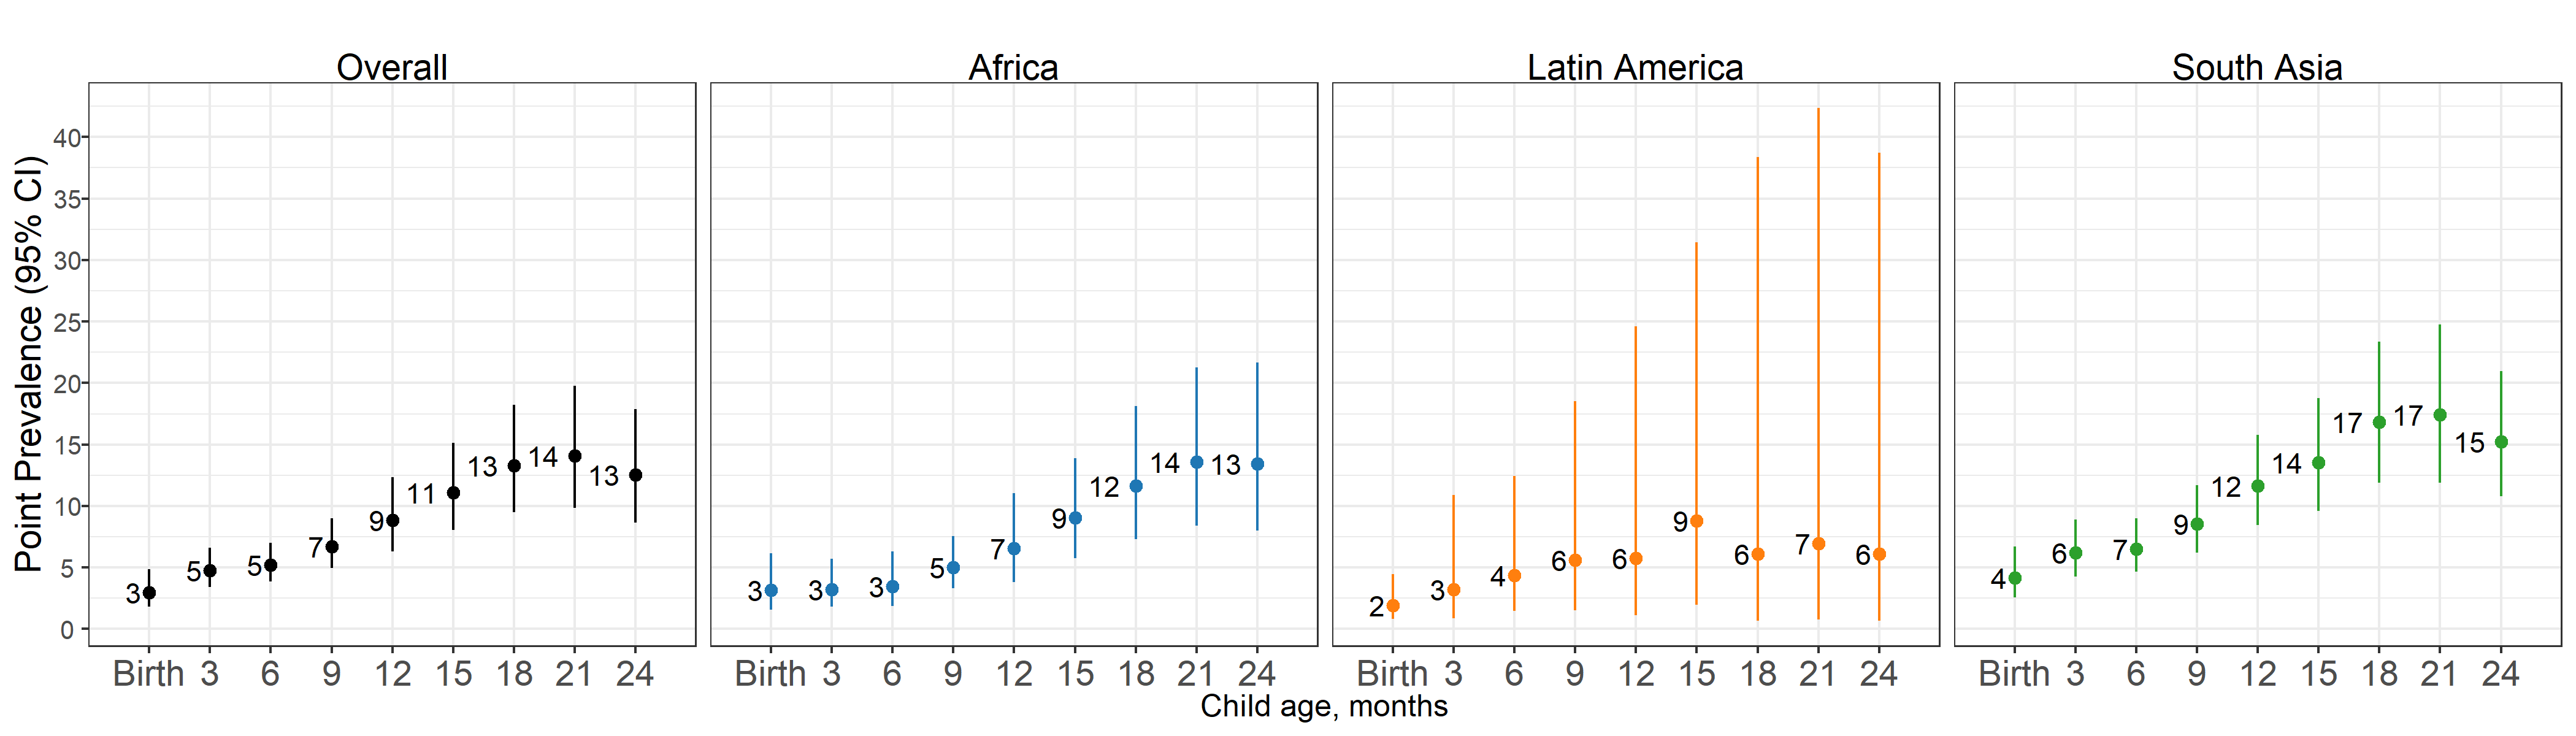 Overall
Africa
Latin America
South Asia
Point Prevalence (95% CI)
40
35
30
25
20
15
10
5
0
3 5 5 7 9 11 13 14 13
3 3 3 5 7 9 12 14 13
2 3 4 6 6 9 6 7 6
4 6 7 9 12 14 17 17 15
Birth 3 6 9 12 15 18 21 24
Birth 3 6 9 12 15 18 21 24
Birth 3 6 9 12 15 18 21 24
Birth 3 6 9 12 15 18 21 24
Child age, months